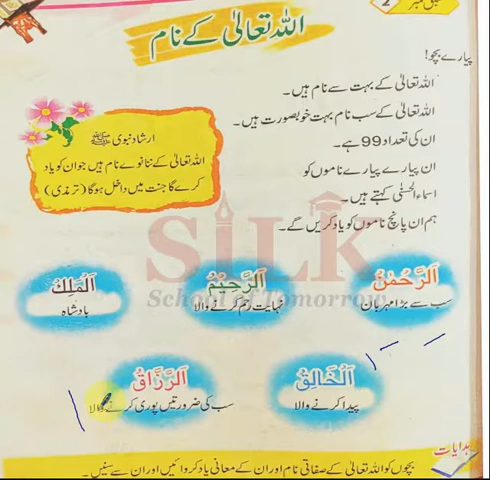 سبق نمبر 2
اللہ تعالیٰ کے نام
پیارے بچو!
اللہ تعالیٰ کے بہت سے نام ہیں۔
اللہ تعالیٰ کے سب نام بہت خوبصورت ہیں۔
ان کی تعداد 99 ہے۔
ان پیارے پیارے ناموں کو
اسماء الحسنٰی کہتے ہیں۔
ہم ان پانچ ناموں کو یاد کریں گے۔
ارشاد نبوی ﷺ
اللہ تعالیٰ کے ننانوے نام ہیں جو ان کو یاد
کرے گا جنت میں داخل ہوگا (ترمذی)
SILK
School of Tomorrow
اَلرَّحْمٰنُ
سب سے بڑا مہربان
اَلرَّحِيْمُ
نہایت رحم کرنے والا
اَلْمَلِكُ
بادشاہ
اَلْخَالِقُ
پیدا کرنے والا
اَلرَّزَّاقُ
سب کی ضرورتیں پوری کرنے والا
ہدایات
بچوں کو اللہ تعالیٰ کے صفاتی نام اور ان کے معانی یاد کروائیں اور ان سے سنیں۔